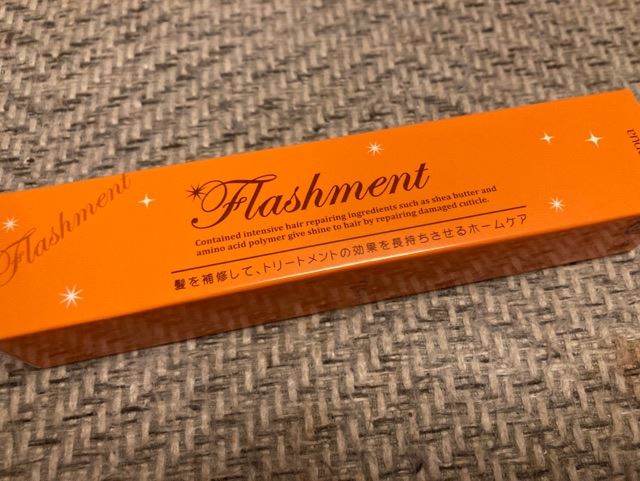 Flashment
Flashment
Contained intensive hair repairing ingredients such as shea butter and
amino acid polymer give shine to hair by repairing damaged cuticle.
髪を補修して、トリートメントの効果を長持ちさせるホームケア